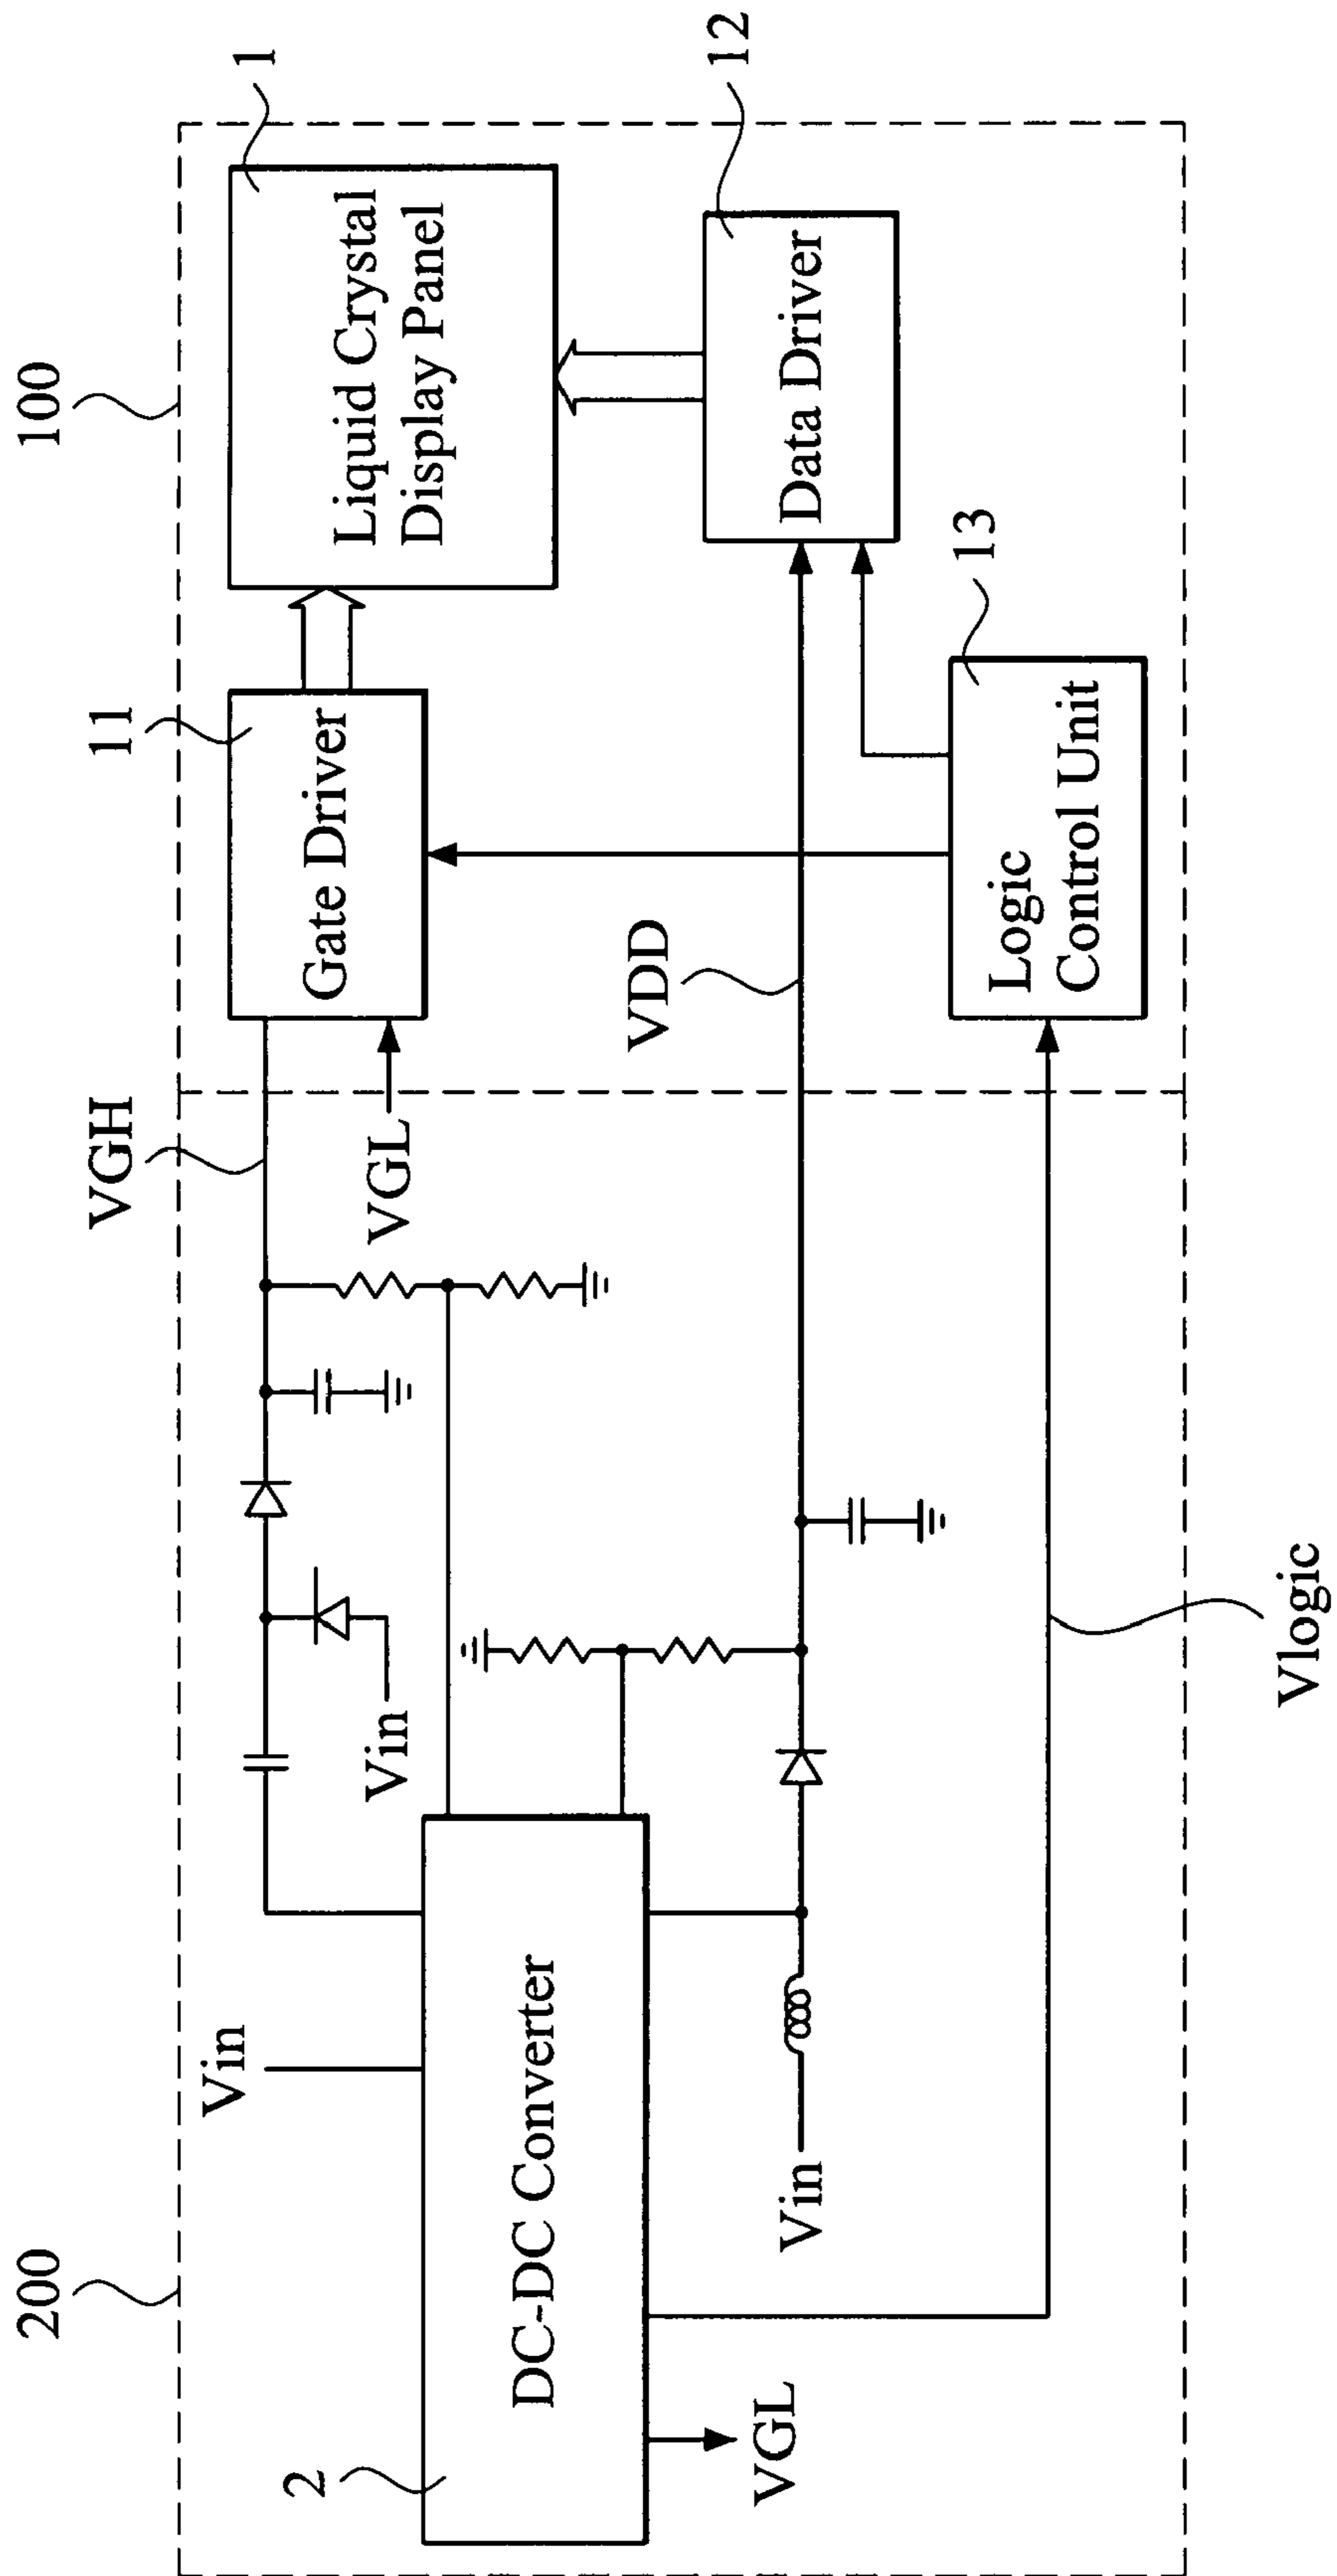 200
100
VGH
11
1
Vin
Gate Driver
Liquid Crystal
Display Panel
Vin
VGL
2
DC-DC Converter
VDD
12
Vin
Data Driver
VGL
13
Logic
Control Unit
Vlogic